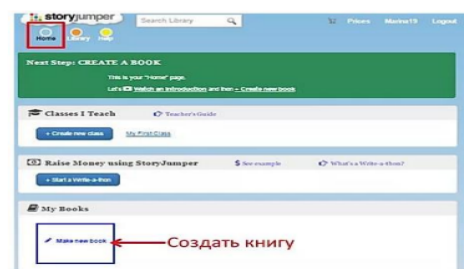 storyjumper
Search Library
Prices Marina19 Logout
Home Library Help
Next Step: CREATE A BOOK
This is your "Home" page.
Let's Watch an Introduction and then + Create new book
Classes I Teach Teacher's Guide
+ Create new class My First Class
Raise Money using StoryJumper $ See example What's a Write-a-thon?
+ Start a Write-a-thon
My Books
Make new book Создать книгу